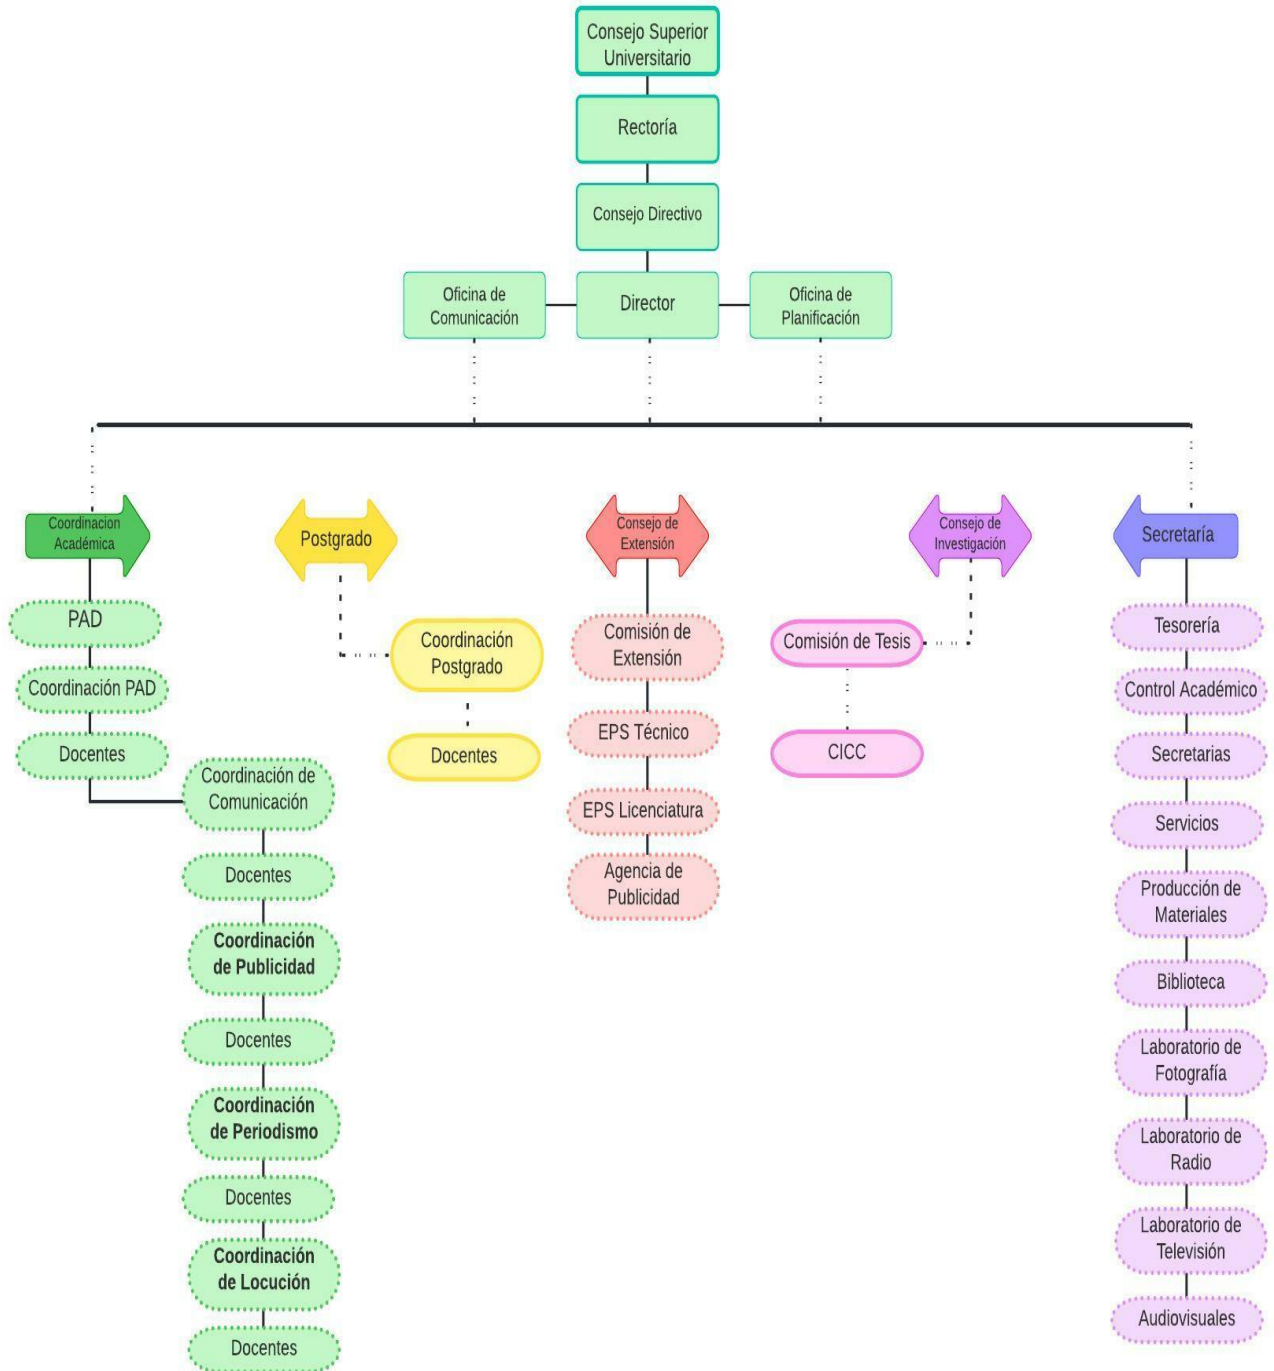 Consejo Superior
Universitario
Rectoría
Consejo Directivo
Oficina de
Comunicación
Director
Oficina de
Planificación
Coordinacion
Académica
Postgrado
Consejo de
Extensión
Consejo de
Investigación
Secretaría
PAD
Coordinación PAD
Docentes
Coordinación de
Comunicación
Docentes
Coordinación
de Publicidad
Docentes
Coordinación
de Periodismo
Docentes
Coordinación
de Locución
Docentes
Coordinación
Postgrado
Docentes
Comisión de
Extensión
EPS Técnico
EPS Licenciatura
Agencia de
Publicidad
Comisión de Tesis
CICC
Tesorería
Control Académico
Secretarias
Servicios
Producción de
Materiales
Biblioteca
Laboratorio de
Fotografía
Laboratorio de
Radio
Laboratorio de
Televisión
Audiovisuales